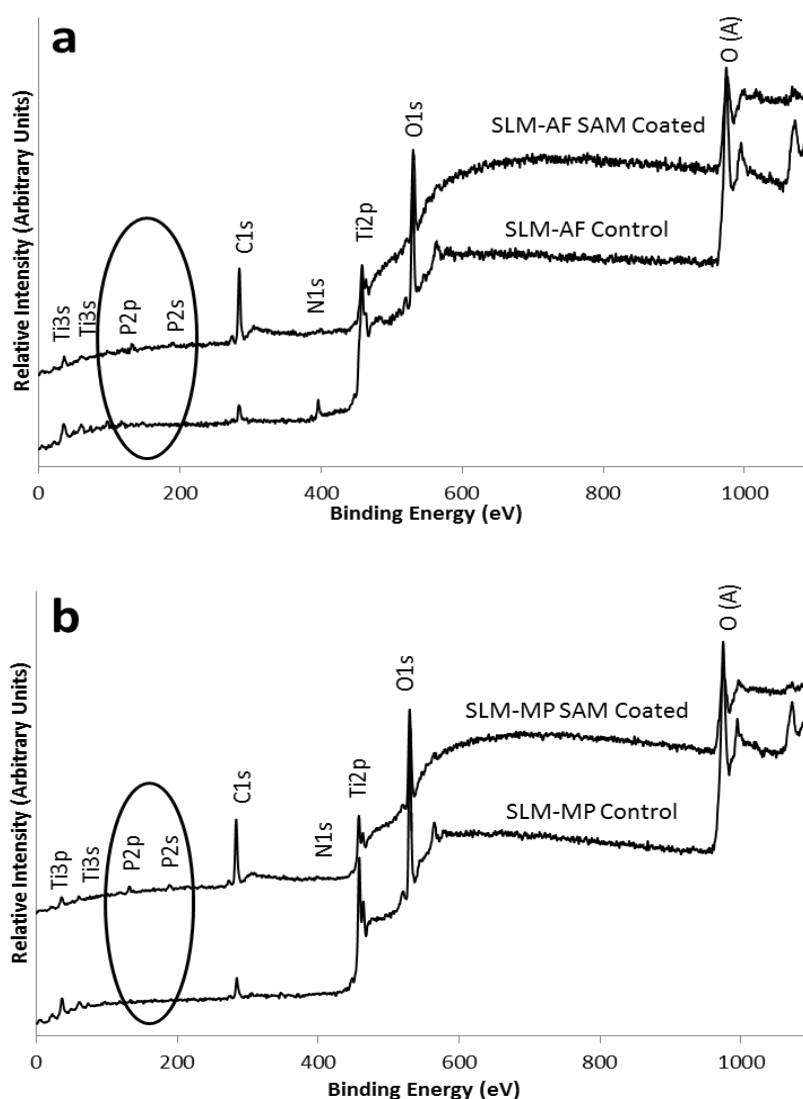 a
Relative Intensity (Arbitrary Units)
Ti3s
Ti3s
P2p
P2s
C1s
N1s
Ti2p
O1s
O (A)
SLM-AF SAM Coated
SLM-AF Control
0 200 400 600 800 1000
Binding Energy (eV)
b
Relative Intensity (Arbitrary Units)
Ti3p
Ti3s
P2p
P2s
C1s
N1s
Ti2p
O1s
O (A)
SLM-MP SAM Coated
SLM-MP Control
0 200 400 600 800 1000
Binding Energy (eV)